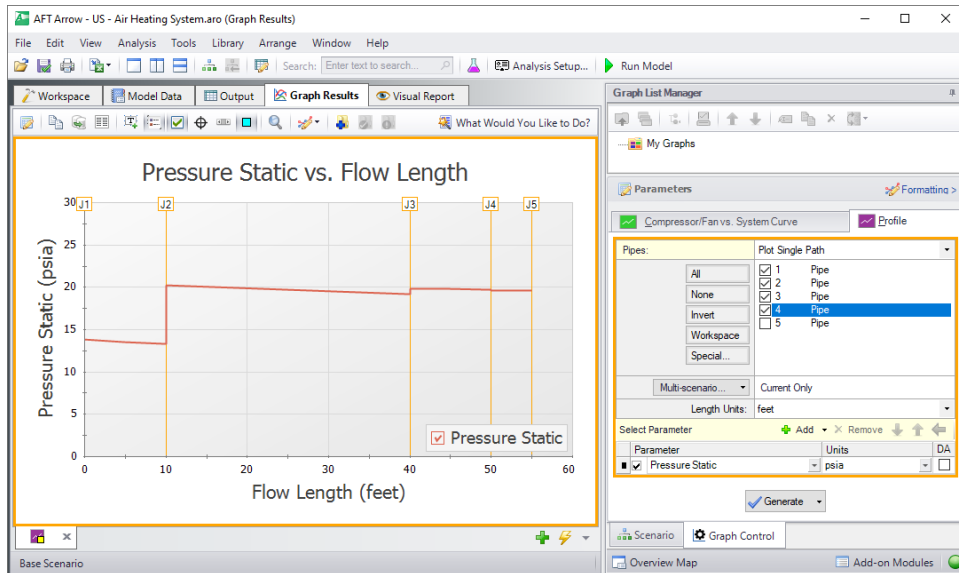 AFT Arrow - US - Air Heating System.aro (Graph Results)
File Edit View Analysis Tools Library Arrange Window Help
Search: Enter text to search... Analysis Setup... Run Model
Workspace Model Data Output Graph Results Visual Report
What Would You Like to Do?
Pressure Static vs. Flow Length
J1 J2 J3 J4 J5
30
25
20
15
10
5
0
Pressure Static (psia)
Pressure Static
0 10 20 30 40 50 60
Flow Length (feet)
Base Scenario
Graph List Manager
My Graphs
Parameters Formatting >
Compressor/Fan vs. System Curve Profile
Pipes: Plot Single Path
All
None
Invert
Workspace
Special...
1 Pipe
2 Pipe
3 Pipe
4 Pipe
5 Pipe
Multi-scenario... Current Only
Length Units: feet
Select Parameter Add Remove
Parameter Units DA
Pressure Static psia
Generate
Scenario Graph Control
Overview Map Add-on Modules